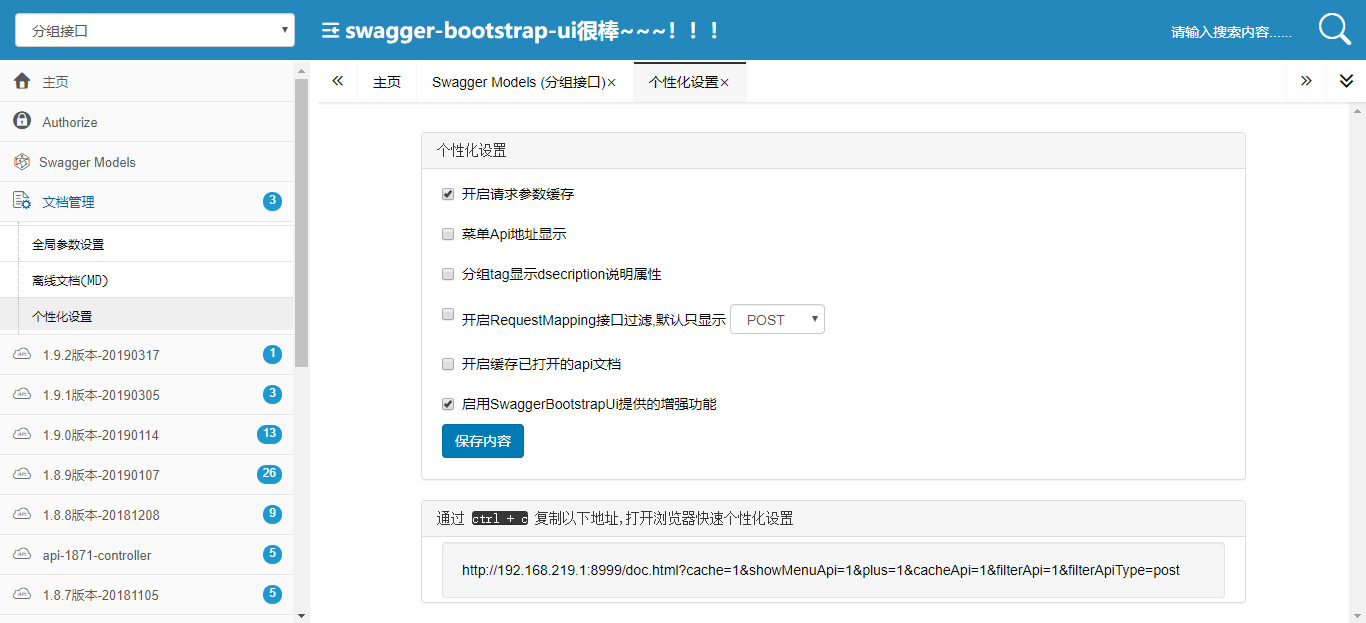 分组接口
swagger-bootstrap-ui很棒~~~！！！
请输入搜索内容......
主页
Authorize
Swagger Models
文档管理 3
全局参数设置
离线文档(MD)
个性化设置
1.9.2版本-20190317 1
1.9.1版本-20190305 3
1.9.0版本-20190114 13
1.8.9版本-20190107 26
1.8.8版本-20181208 9
api-1871-controller 5
1.8.7版本-20181105 5
主页 Swagger Models (分组接口)× 个性化设置×
个性化设置
开启请求参数缓存
菜单Api地址显示
分组tag显示dsecription说明属性
开启RequestMapping接口过滤,默认只显示 POST
开启缓存已打开的api文档
启用SwaggerBootstrapUi提供的增强功能
保存内容
通过 ctrl + c 复制以下地址,打开浏览器快速个性化设置
http://192.168.219.1:8999/doc.html?cache=1&showMenuApi=1&plus=1&cacheApi=1&filterApi=1&filterApiType=post